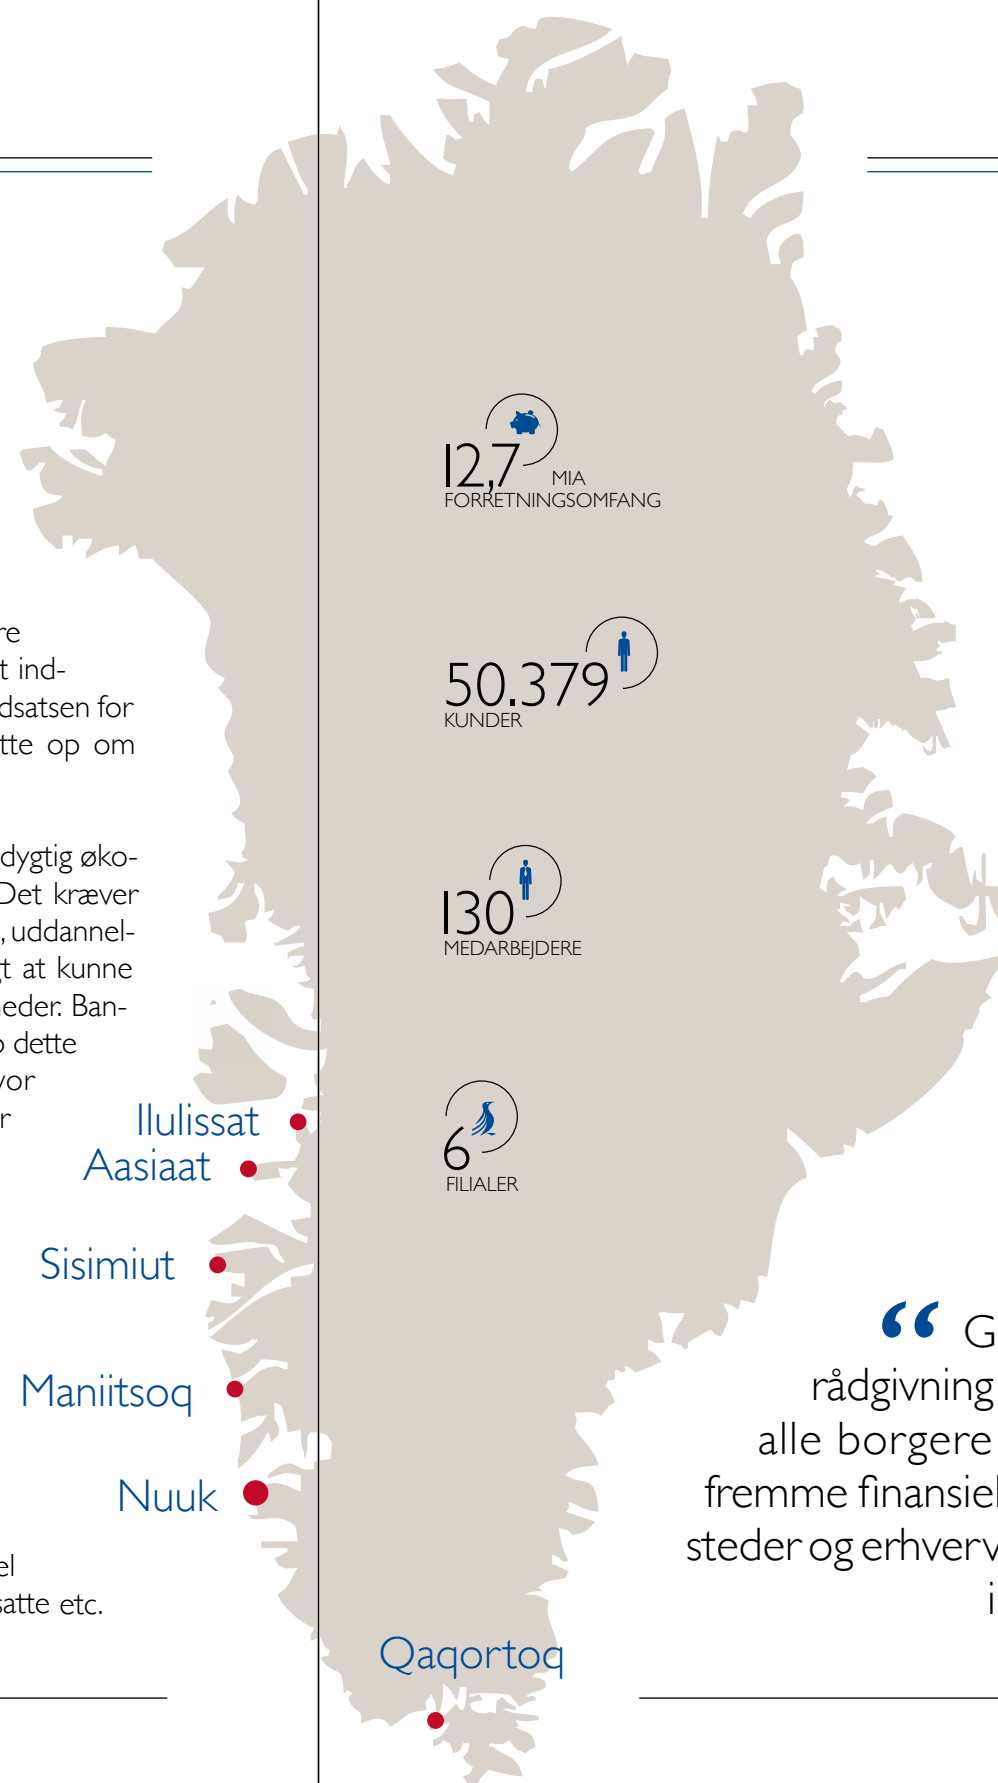 re
t ind-
dsatsen for
tte op om
dygtig øko-
Det kræver
, uddannel-
gt at kunne
eder. Ban-
dette
vor
r
el
satte etc.
12,7 MIA
FORRETNINGSOMFANG
50.379
KUNDER
130
MEDARBEJDERE
6
FILIALER
Ilulissat
Aasiaat
Sisimiut
Maniitsoq
Nuuk
Qaqortoq
“ G
rådgivning
alle borgere
fremme finansiel
steder og erhverv
i